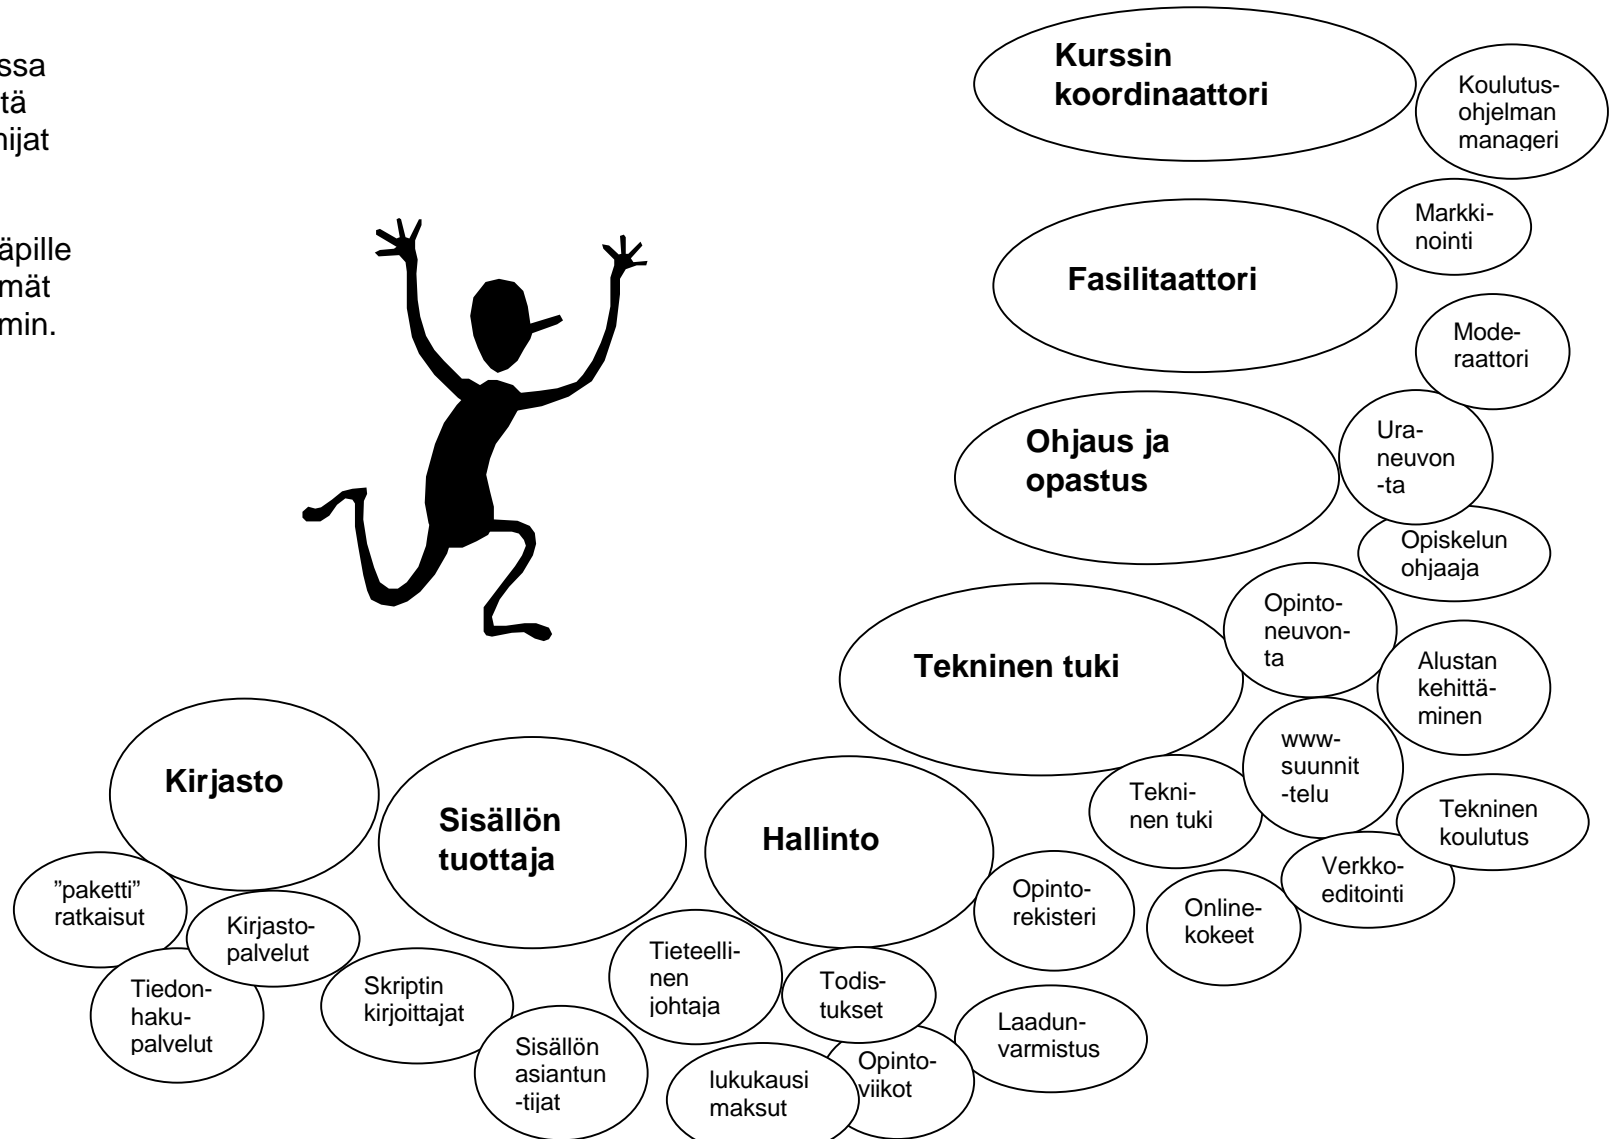 ssa
tä
nijat
äpille
mät
min.
Kurssin
koordinaattori
Koulutus-
ohjelman
manageri
Markki-
nointi
Fasilitaattori
Mode-
raattori
Ohjaus ja
opastus
Ura-
neuvon
-ta
Opiskelun
ohjaaja
Opinto-
neuvon-
ta
Tekninen tuki
Alustan
kehittä-
minen
www-
suunnit
-telu
Tekni-
nen tuki
Tekninen
koulutus
Verkko-
editointi
Online-
kokeet
Kirjasto
Sisällön
tuottaja
Hallinto
Opinto-
rekisteri
"paketti"
ratkaisut
Kirjasto-
palvelut
Tiedon-
haku-
palvelut
Skriptin
kirjoittajat
Tieteelli-
nen
johtaja
Todis-
tukset
Laadun-
varmistus
Sisällön
asiantun
-tijat
lukukausi
maksut
Opinto-
viikot